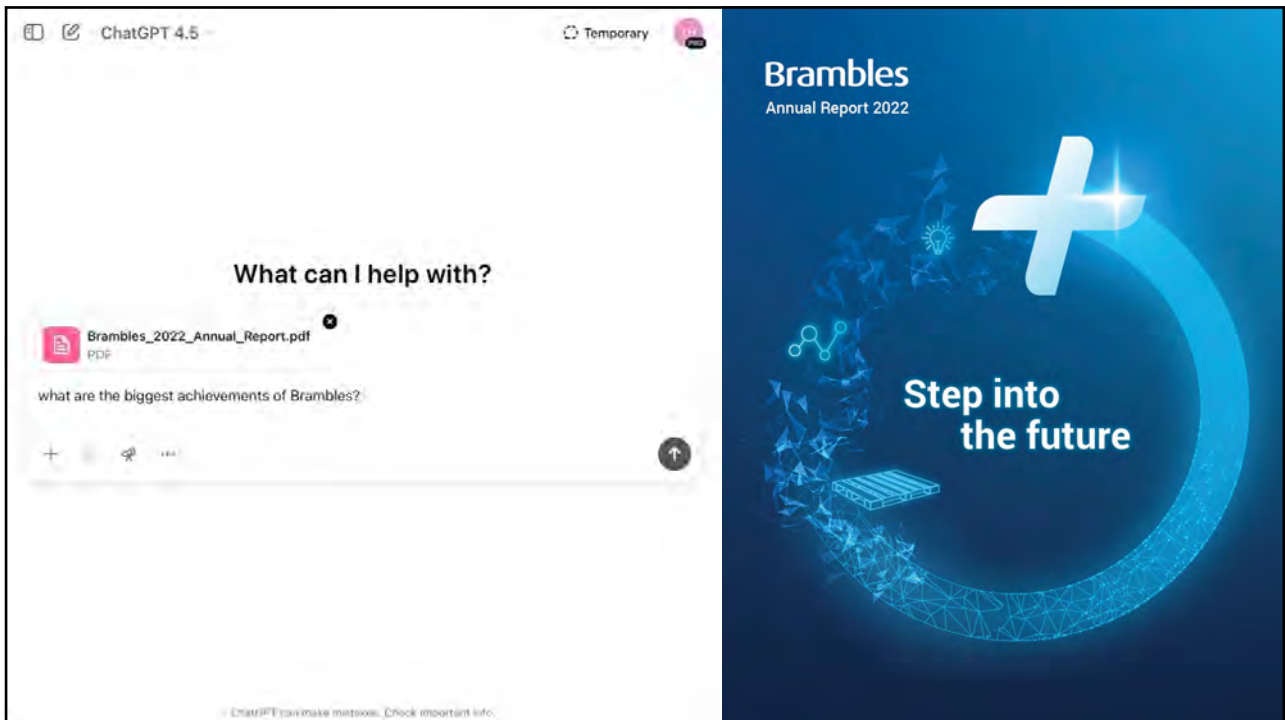 ChatGPT 4.5
Temporary
PRO
What can I help with?
Brambles_2022_Annual_Report.pdf
PDF
what are the biggest achievements of Brambles?
ChatGPT can make mistakes. Check important info.
Brambles
Annual Report 2022
Step into
the future